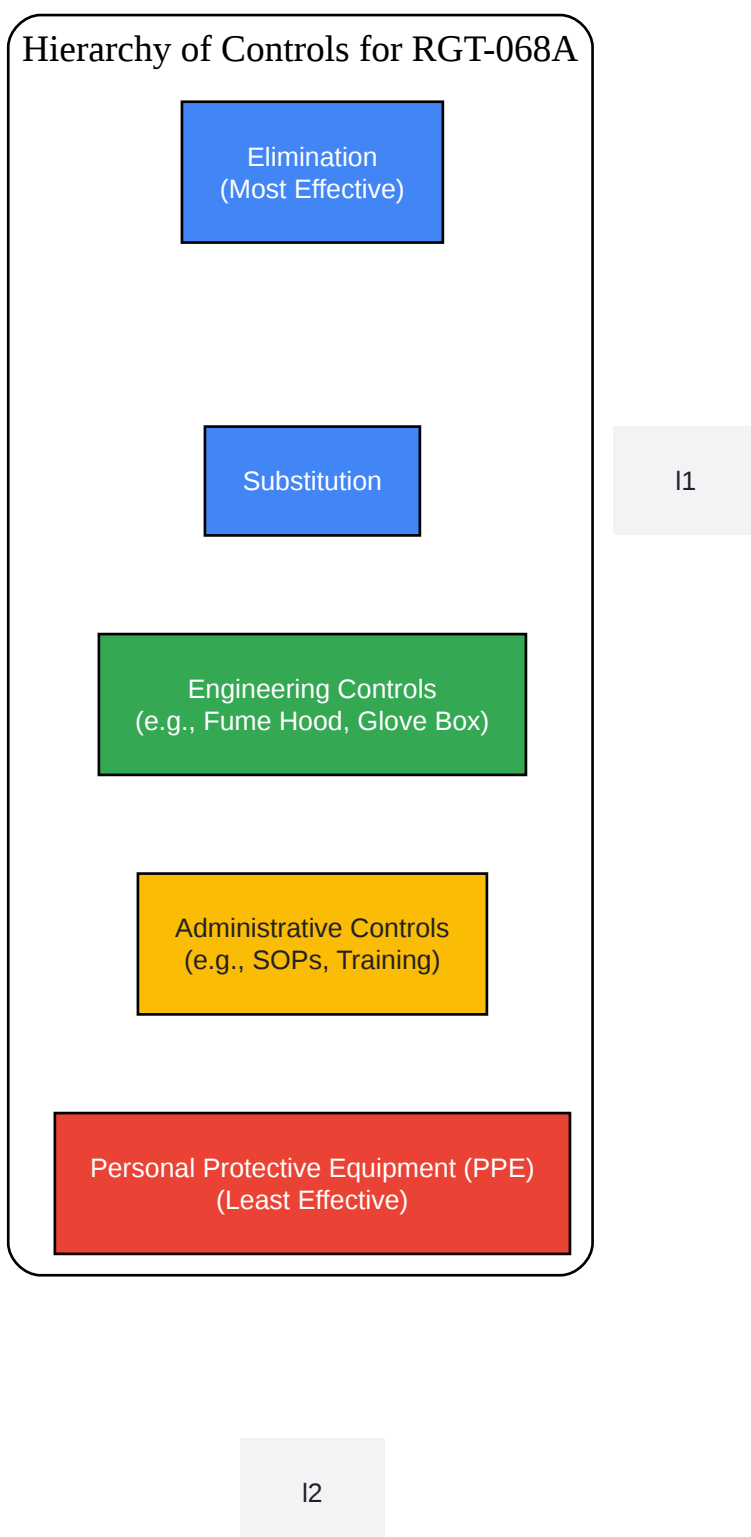 Hierarchy of Controls for RGT-068A
Elimination
(Most Effective)
Substitution
l1
Engineering Controls
(e.g., Fume Hood, Glove Box)
Administrative Controls
(e.g., SOPs, Training)
Personal Protective Equipment (PPE)
(Least Effective)
l2